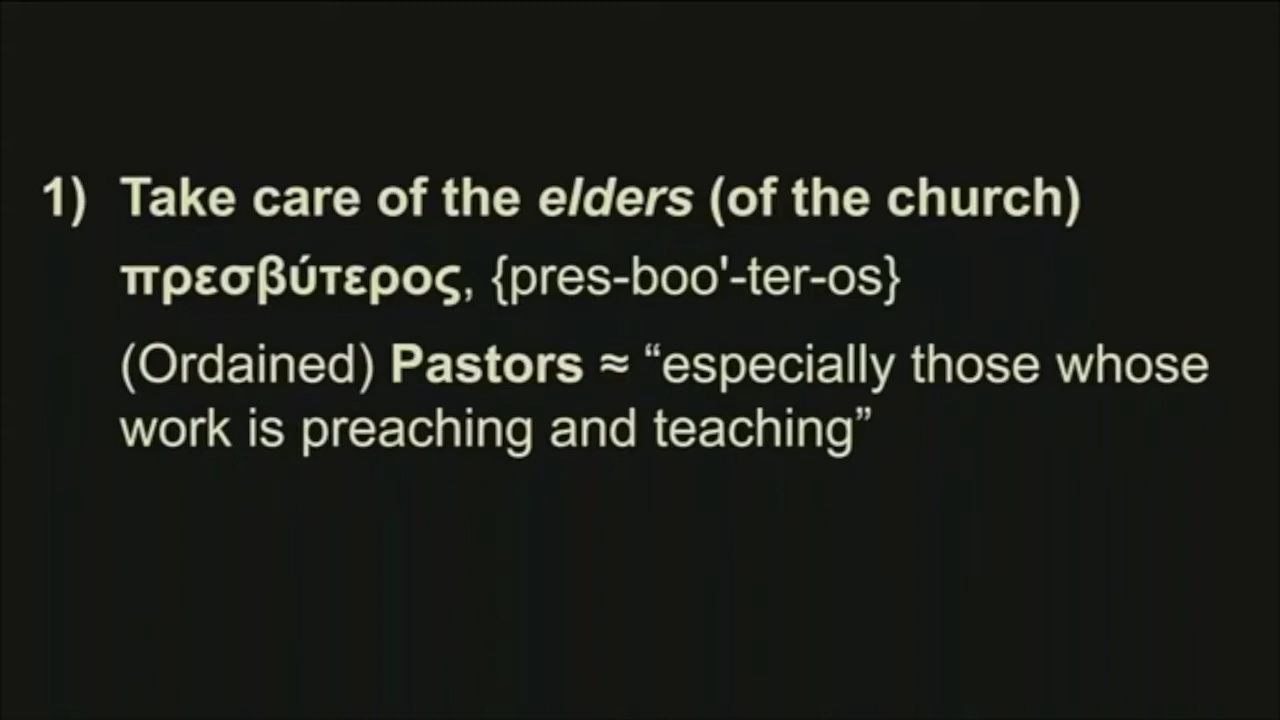 1) Take care of the elders (of the church)
πρεσβύτερος, {pres-boo'-ter-os}
(Ordained) Pastors ≈ “especially those whose
work is preaching and teaching”